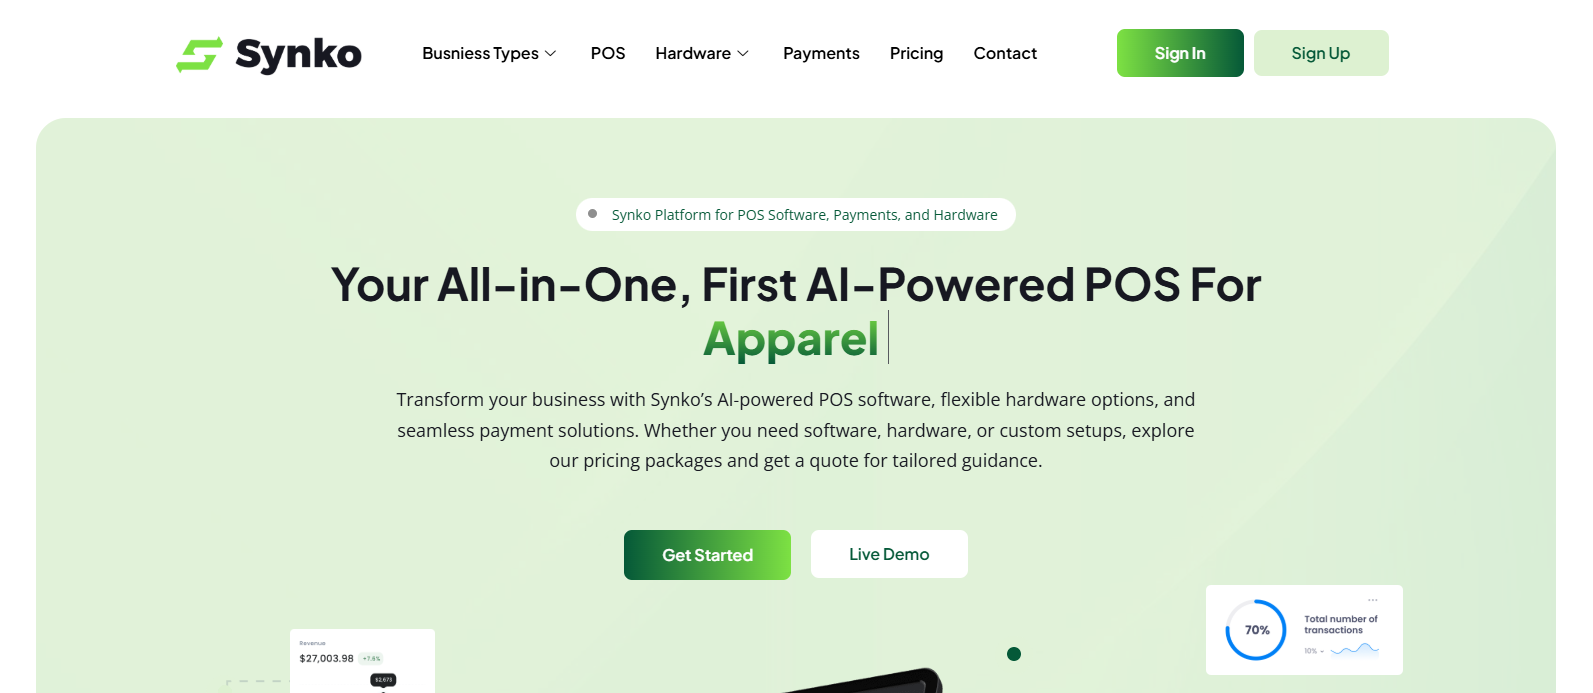 Synko
Busniess Types
POS
Hardware
Payments
Pricing
Contact
Sign In
Sign Up
Synko Platform for POS Software, Payments, and Hardware
Your All-in-One, First AI-Powered POS For
Apparel
Transform your business with Synko’s AI-powered POS software, flexible hardware options, and
seamless payment solutions. Whether you need software, hardware, or custom setups, explore
our pricing packages and get a quote for tailored guidance.
Get Started
Live Demo
70%
Total number of
transactions
10%
Revenue
$27,003.98
+7.6%
$2,673